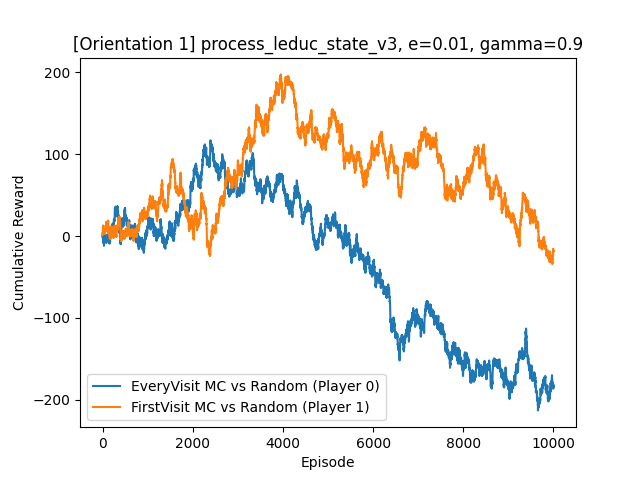 [Orientation 1] process_leduc_state_v3, e=0.01, gamma=0.9
Cumulative Reward
200
100
0
−100
−200
EveryVisit MC vs Random (Player 0)
FirstVisit MC vs Random (Player 1)
0 2000 4000 6000 8000 10000
Episode